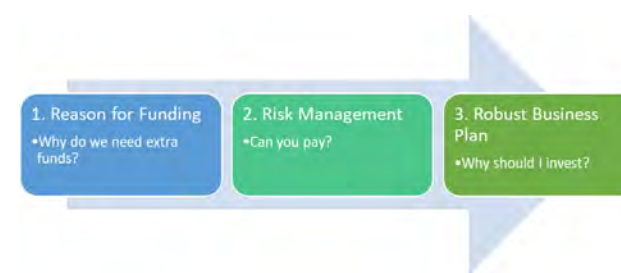 1. Reason for Funding
•Why do we need extra
funds?
2. Risk Management
•Can you pay?
3. Robust Business
Plan
•Why should I invest?